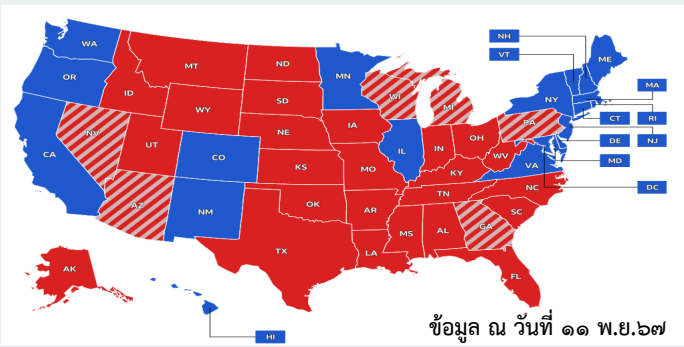 NH
WA
VT
ME
MT
ND
MN
OR
MA
ID
WI
SD
MI
NY
WY
CT
RI
PA
IA
NE
NV
OH
DE
NJ
IL
IN
UT
CA
CO
WV
MD
VA
KS
MO
KY
DC
NC
TN
AZ
OK
NM
AR
SC
GA
AL
MS
TX
LA
AK
FL
ข้อมูล ณ วันที่ ๑๑ พ.ย.๖๗
HI